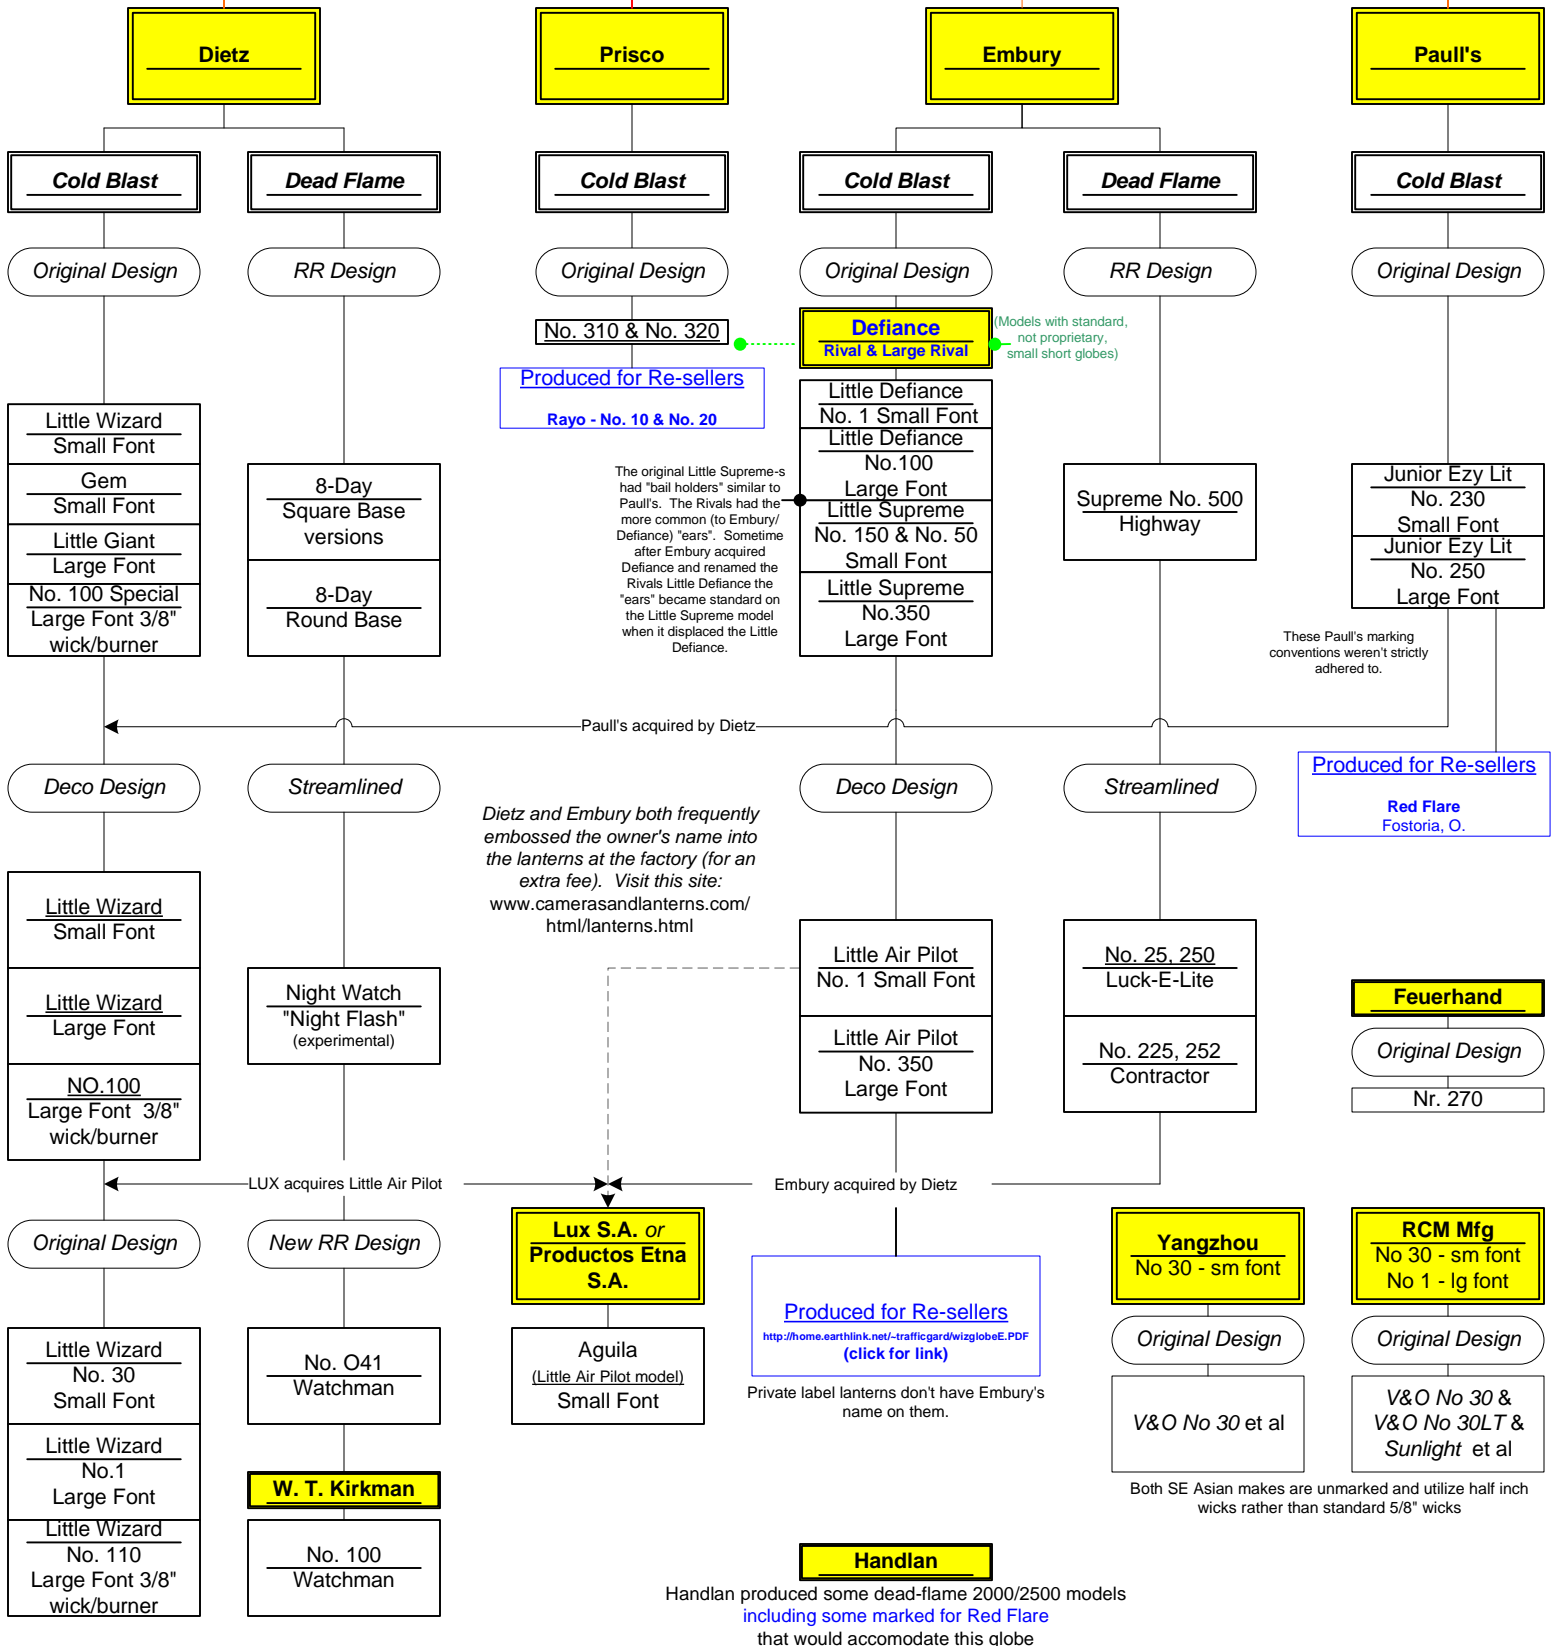 Dietz
Prisco
Embury
Paull's
Cold Blast
Dead Flame
Cold Blast
Cold Blast
Dead Flame
Cold Blast
Original Design
RR Design
Original Design
Original Design
RR Design
Original Design
No. 310 & No. 320
Defiance
Rival & Large Rival
(Models with standard,
not proprietary,
small short globes)
Produced for Re-sellers
Rayo - No. 10 & No. 20
Little Wizard
Small Font
Gem
Small Font
Little Giant
Large Font
No. 100 Special
Large Font 3/8"
wick/burner
8-Day
Square Base
versions
8-Day
Round Base
The original Little Supreme-s
had "bail holders" similar to
Paull's.  The Rivals had the
more common (to Embury/
Defiance) "ears".  Sometime
after Embury acquired
Defiance and renamed the
Rivals Little Defiance the
"ears" became standard on
the Little Supreme model
when it displaced the Little
Defiance.
Little Defiance
No. 1 Small Font
Little Defiance
No.100
Large Font
Little Supreme
No. 150 & No. 50
Small Font
Little Supreme
No.350
Large Font
Supreme No. 500
Highway
Junior Ezy Lit
No. 230
Small Font
Junior Ezy Lit
No. 250
Large Font
These Paull's marking
conventions weren't strictly
adhered to.
Paull's acquired by Dietz
Deco Design
Streamlined
Deco Design
Streamlined
Produced for Re-sellers
Red Flare
Fostoria, O.
Dietz and Embury both frequently
embossed the owner's name into
the lanterns at the factory (for an
extra fee).  Visit this site:
www.camerasandlanterns.com/
html/lanterns.html
Little Wizard
Small Font
Little Wizard
Large Font
NO.100
Large Font  3/8"
wick/burner
Night Watch
"Night Flash"
(experimental)
Little Air Pilot
No. 1 Small Font
Little Air Pilot
No. 350
Large Font
No. 25, 250
Luck-E-Lite
No. 225, 252
Contractor
Feuerhand
Original Design
Nr. 270
LUX acquires Little Air Pilot
Embury acquired by Dietz
Original Design
New RR Design
Lux S.A. or
Productos Etna
S.A.
Aguila
(Little Air Pilot model)
Small Font
Produced for Re-sellers
http://home.earthlink.net/~trafficgard/wizglobeE.PDF
(click for link)
Private label lanterns don't have Embury's
name on them.
Yangzhou
No 30 - sm font
Original Design
V&O No 30 et al
RCM Mfg
No 30 - sm font
No 1 - lg font
Original Design
V&O No 30 &
V&O No 30LT &
Sunlight  et al
Both SE Asian makes are unmarked and utilize half inch
wicks rather than standard 5/8" wicks
Little Wizard
No. 30
Small Font
Little Wizard
No.1
Large Font
Little Wizard
No. 110
Large Font 3/8"
wick/burner
No. O41
Watchman
W. T. Kirkman
No. 100
Watchman
Handlan
Handlan produced some dead-flame 2000/2500 models
including some marked for Red Flare
that would accomodate this globe